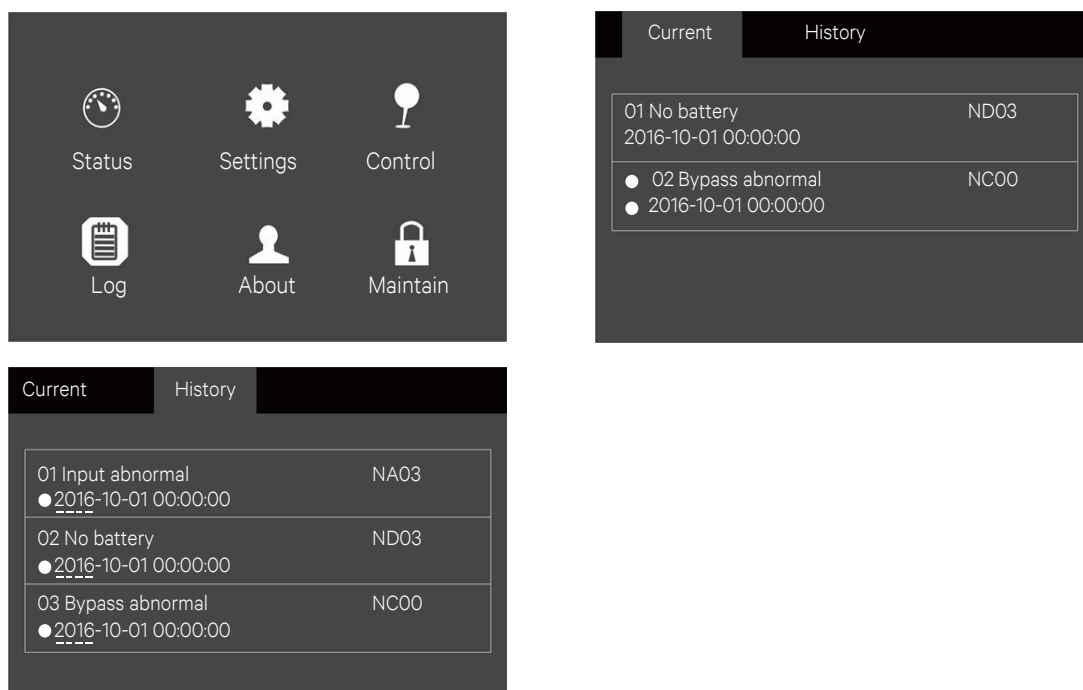 Status Settings Control
Log About Maintain
Current History
01 No battery ND03
2016-10-01 00:00:00
02 Bypass abnormal NC00
2016-10-01 00:00:00
Current History
01 Input abnormal NA03
2016-10-01 00:00:00
02 No battery ND03
2016-10-01 00:00:00
03 Bypass abnormal NC00
2016-10-01 00:00:00